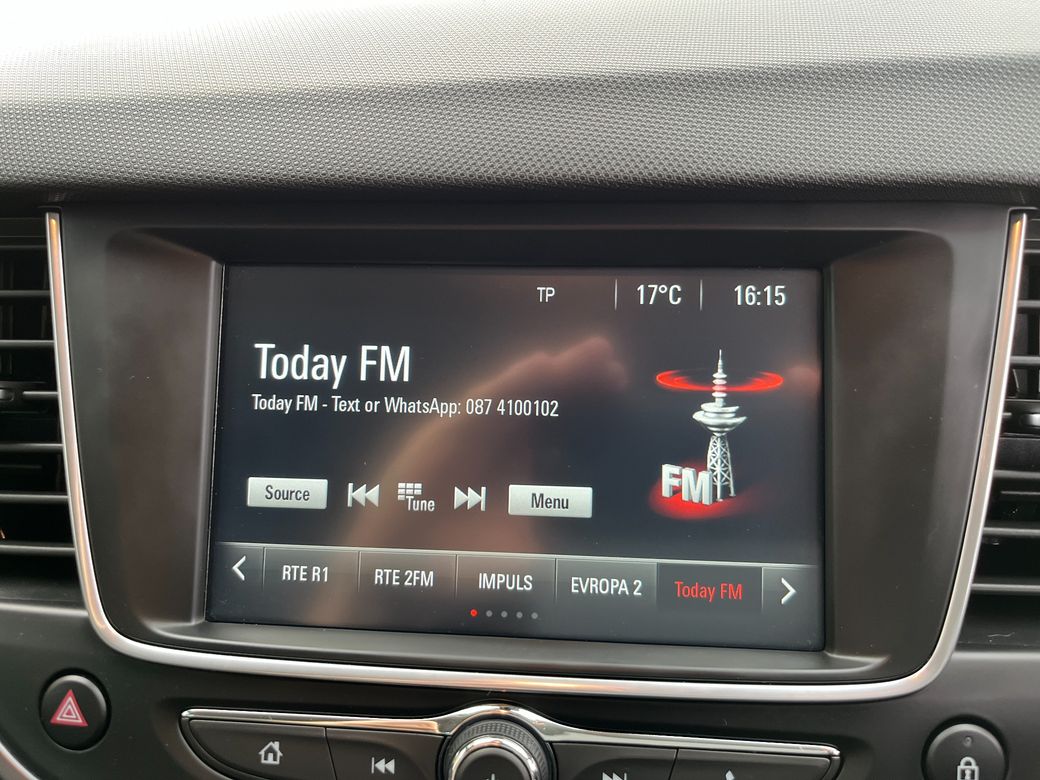 TP 17°C 16:15
Today FM
Today FM - Text or WhatsApp: 087 4100102
Source Tune Menu
FM
RTE R1 RTE 2FM IMPULS EVROPA 2 Today FM